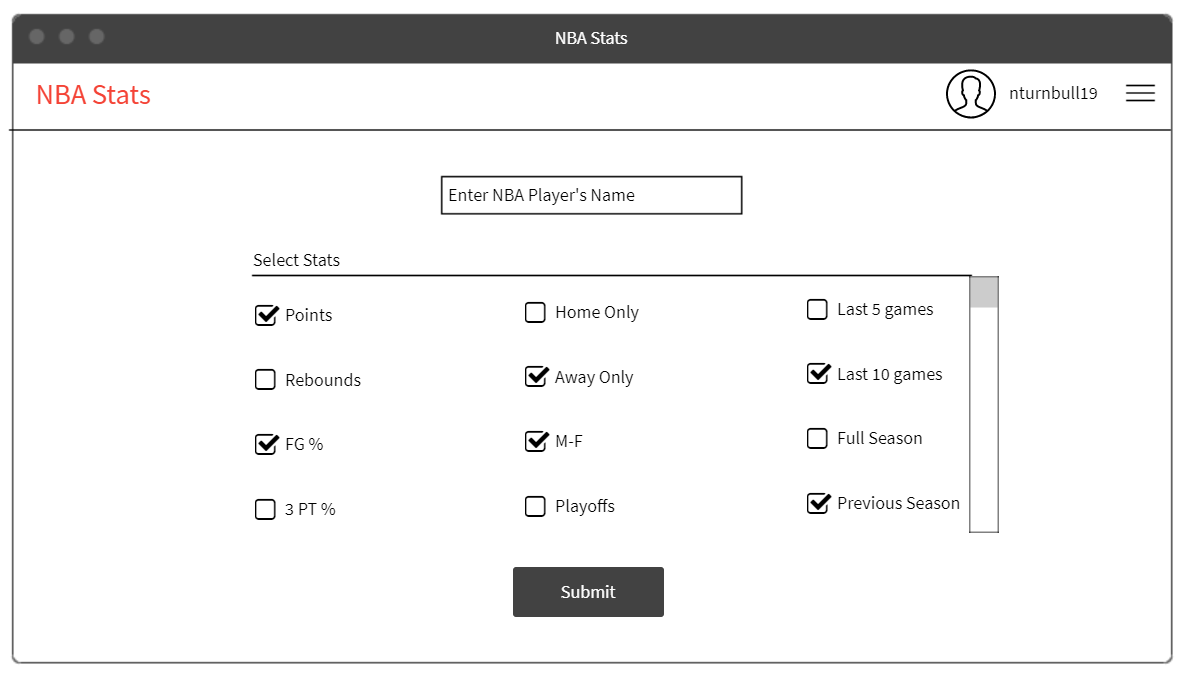 NBA Stats
NBA Stats
nturnbull19
Enter NBA Player's Name
Select Stats
Points
Home Only
Last 5 games
Rebounds
Away Only
Last 10 games
FG %
M-F
Full Season
3 PT %
Playoffs
Previous Season
Submit